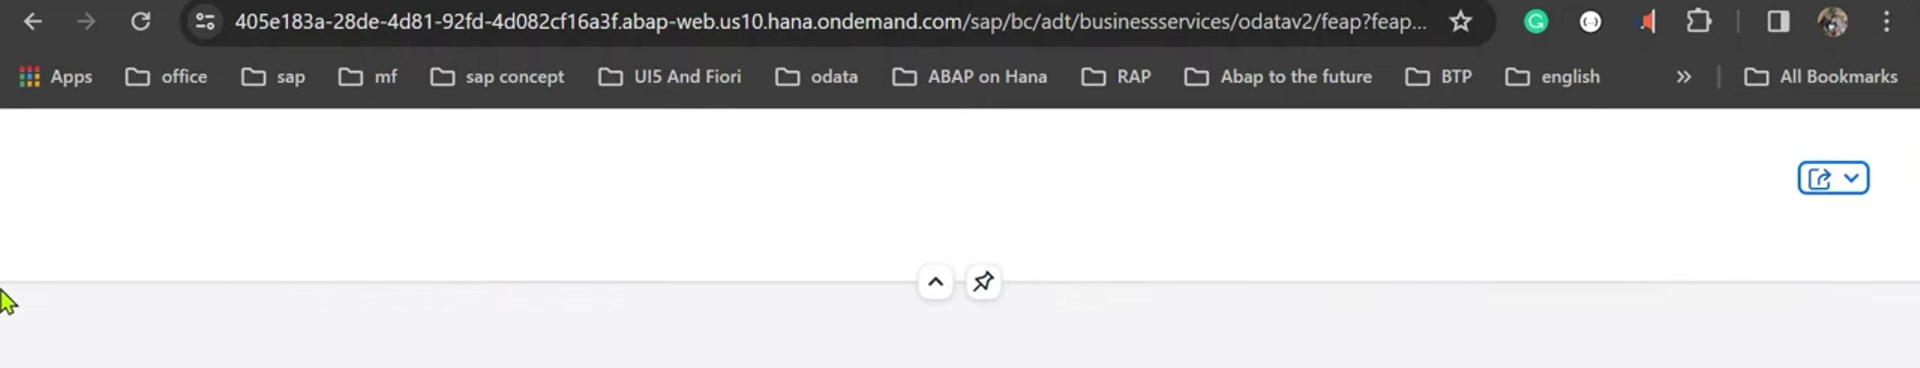 405e183a-28de-4d81-92fd-4d082cf16a3f.abap-web.us10.hana.ondemand.com/sap/bc/adt/businessservices/odatav2/feap?feap...
Apps office sap mf sap concept UI5 And Fiori odata ABAP on Hana RAP Abap to the future BTP english » All Bookmarks